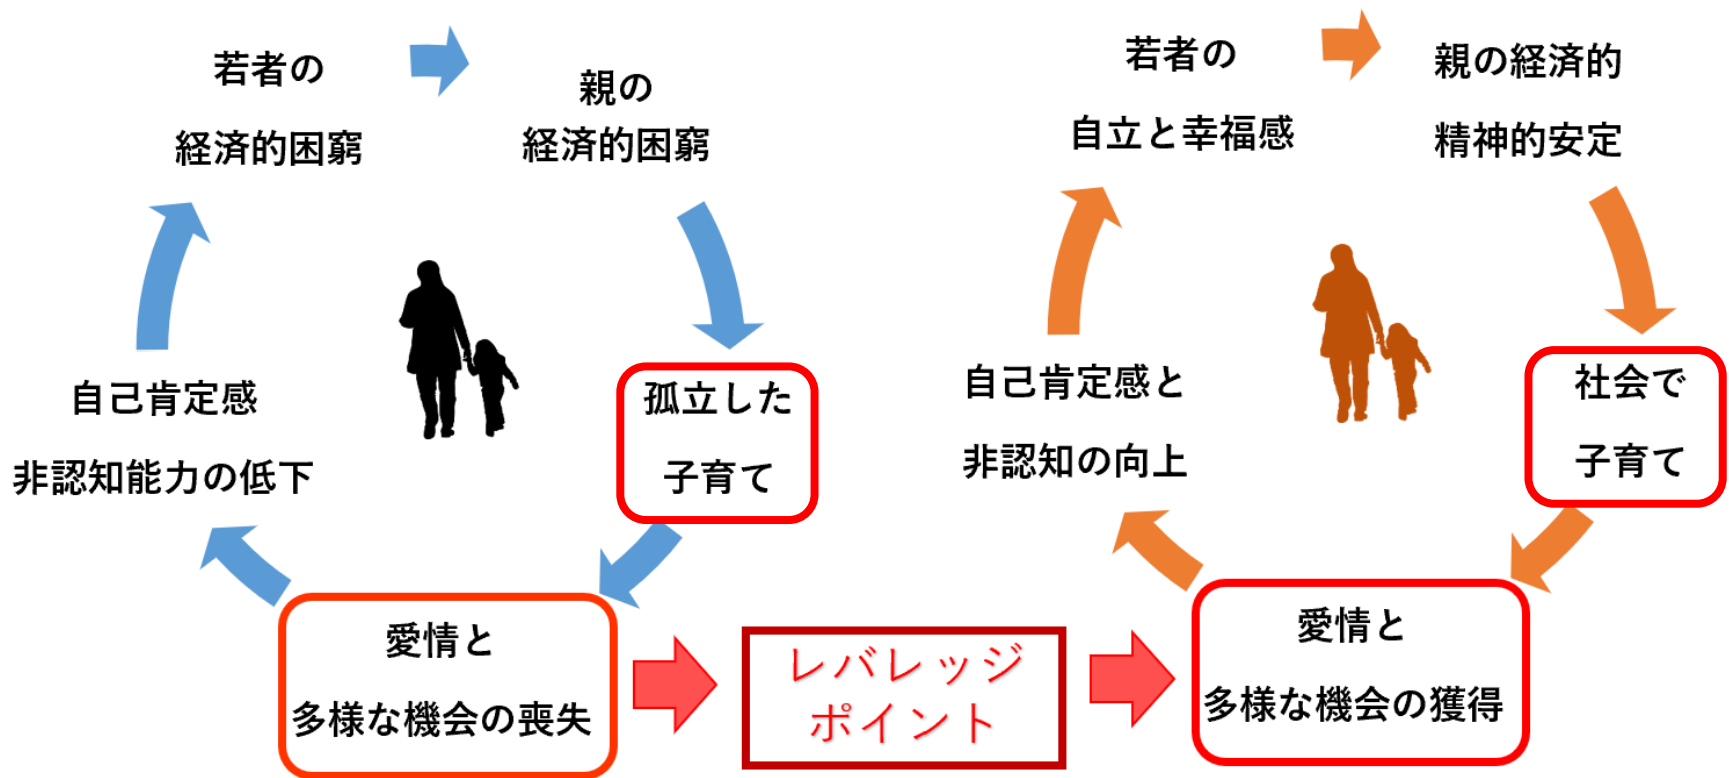 若者の
経済的困窮
親の
経済的困窮
孤立した
子育て
愛情と
多様な機会の喪失
自己肯定感
非認知能力の低下
レバレッジ
ポイント
若者の
自立と幸福感
親の経済的
精神的安定
社会で
子育て
愛情と
多様な機会の獲得
自己肯定感と
非認知の向上